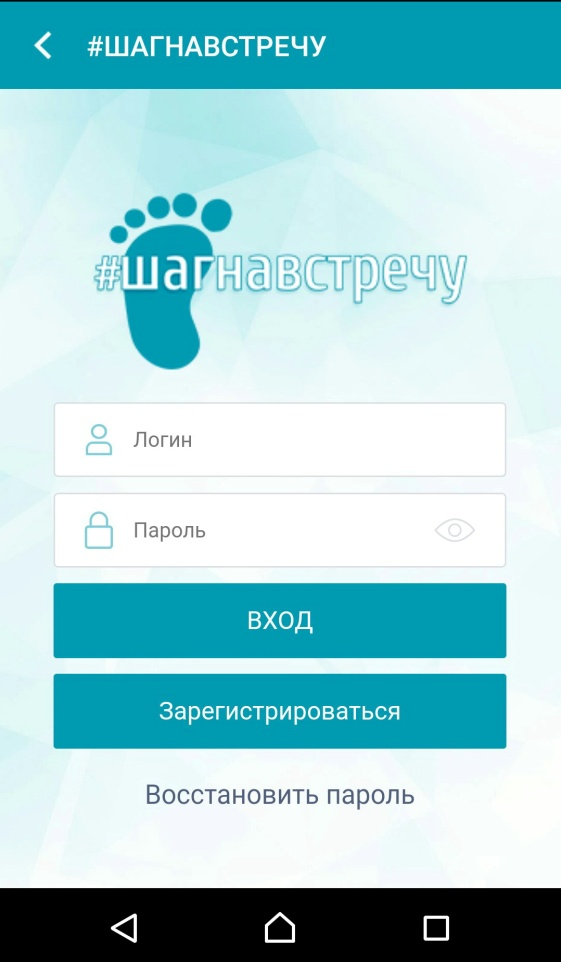 #ШАГНАВСТРЕЧУ
#шагнавстречу
Логин
Пароль
ВХОД
Зарегистрироваться
Восстановить пароль